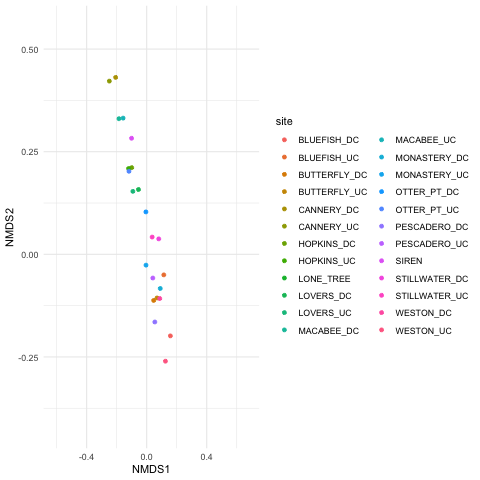 0.50
0.25
0.00
-0.25
NMDS2
-0.4
0.0
0.4
NMDS1
site
BLUEFISH_DC
BLUEFISH_UC
BUTTERFLY_DC
BUTTERFLY_UC
CANNERY_DC
CANNERY_UC
HOPKINS_DC
HOPKINS_UC
LONE_TREE
LOVERS_DC
LOVERS_UC
MACABEE_DC
MACABEE_UC
MONASTERY_DC
MONASTERY_UC
OTTER_PT_DC
OTTER_PT_UC
PESCADERO_DC
PESCADERO_UC
SIREN
STILLWATER_DC
STILLWATER_UC
WESTON_DC
WESTON_UC